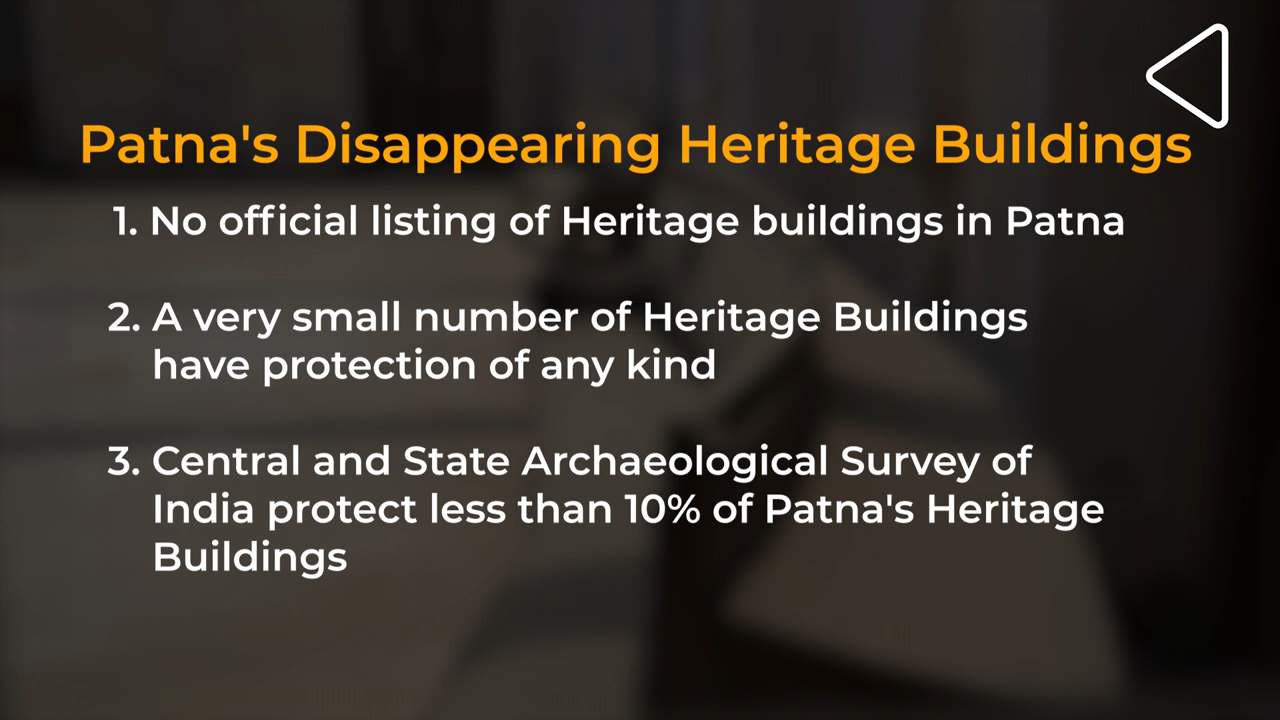 Patna's Disappearing Heritage Buildings
1. No official listing of Heritage buildings in Patna
2. A very small number of Heritage Buildings
have protection of any kind
3. Central and State Archaeological Survey of
India protect less than 10% of Patna's Heritage
Buildings